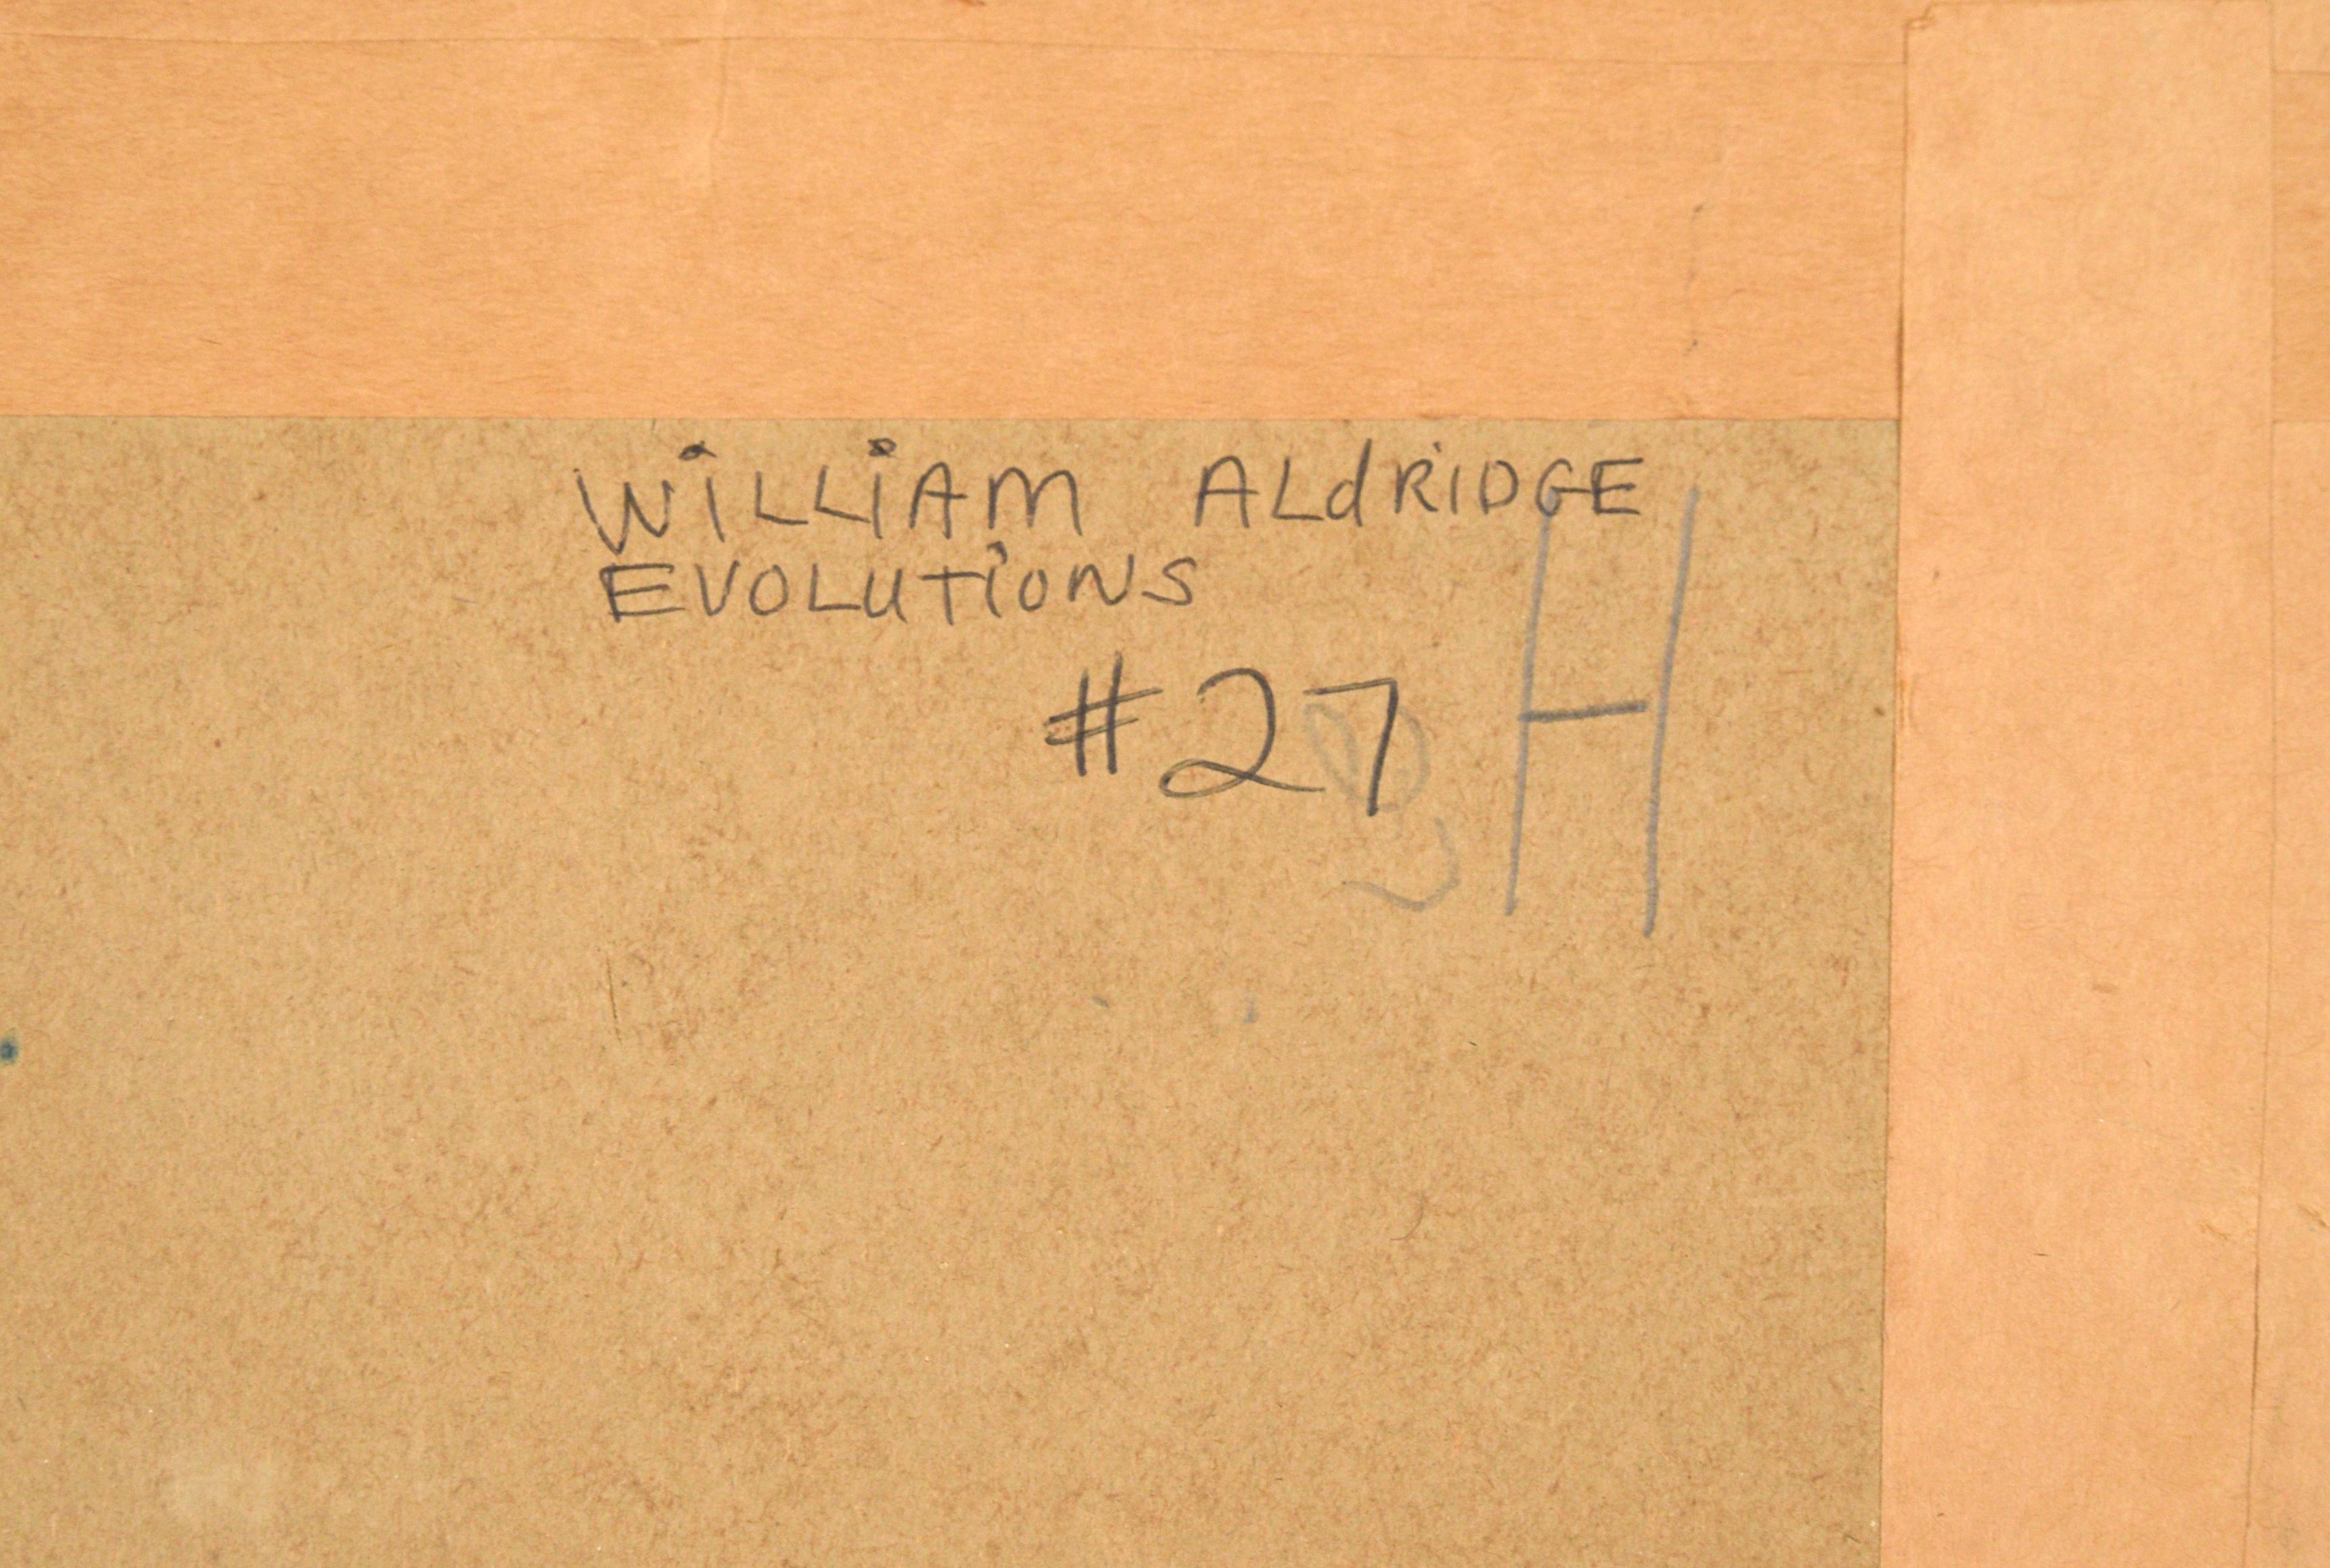 WiLLiAM ALdRIDGE
EVOLUTiONS
#27 H